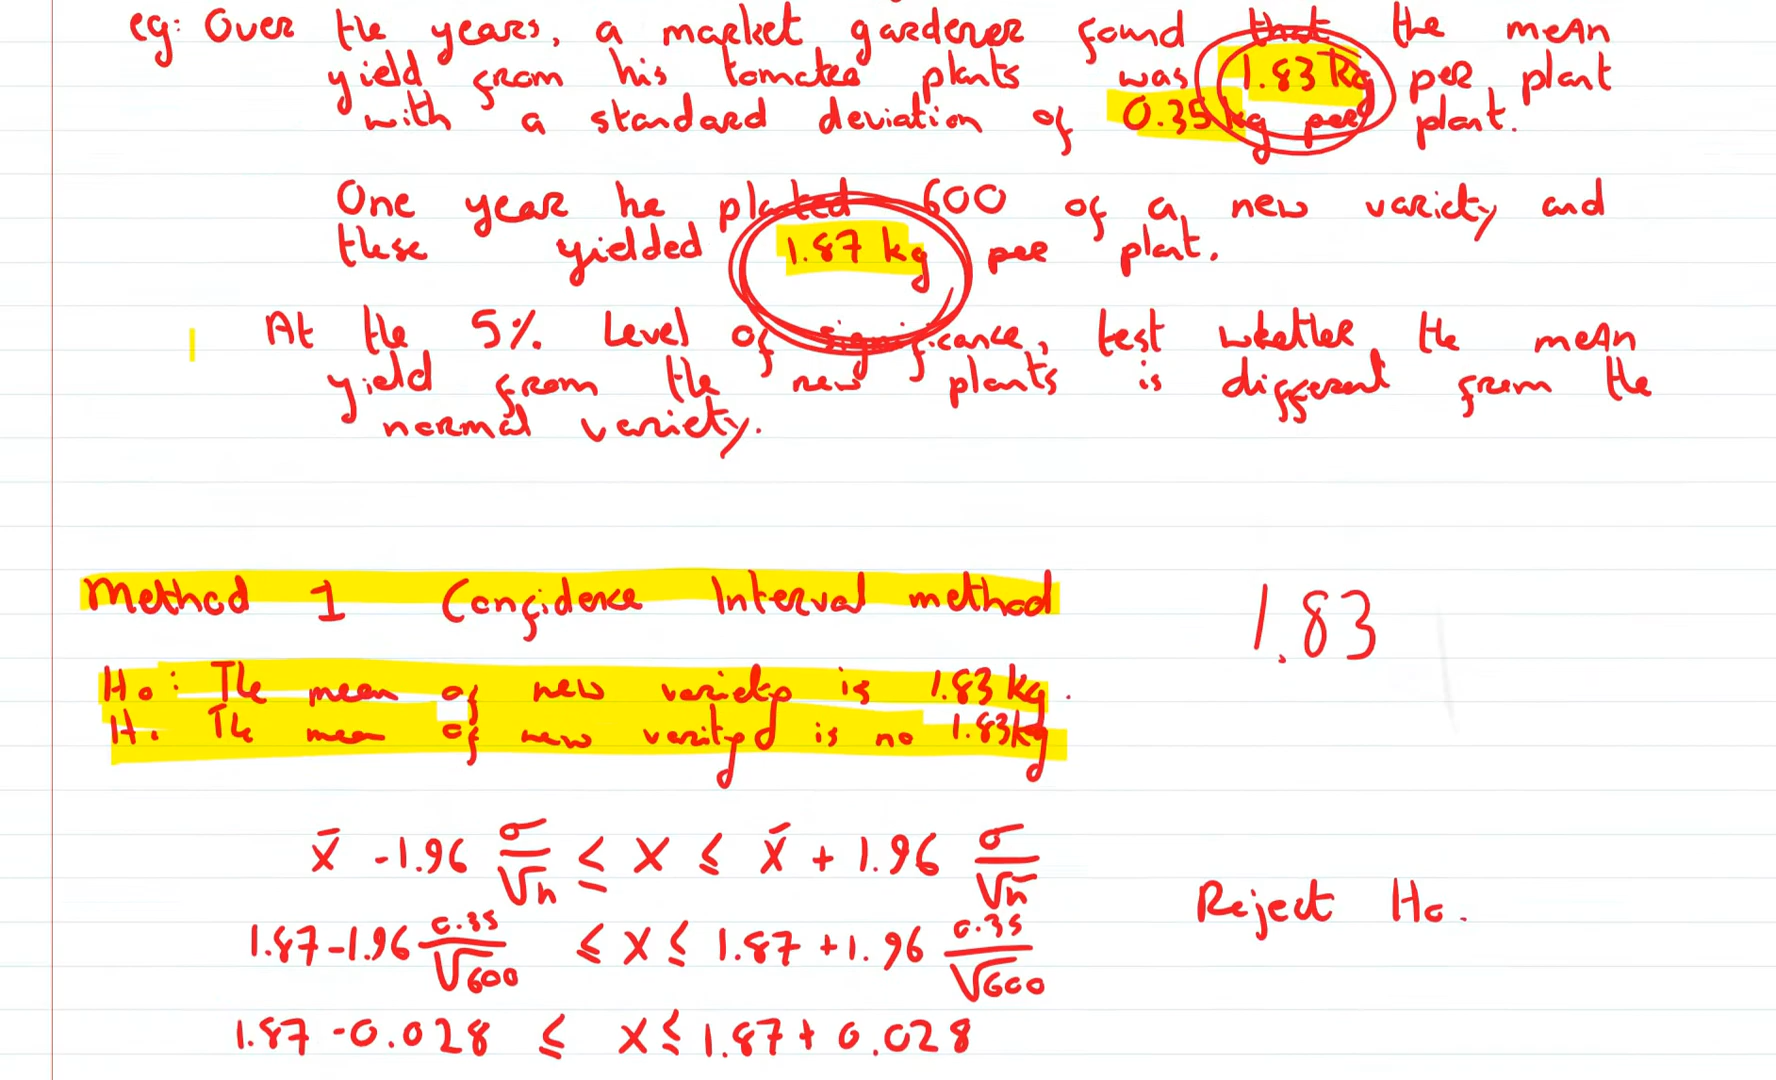 eg: Over the years, a market gardener found that the mean
yield from his tomatoe plants was 1.83 kg per plant
with a standard deviation of 0.35 kg per plant.
One year he planted 600 of a new variety and
these yielded 1.87 kg per plant.
At the 5% level of significance, test whether the mean
yield from the new plants is different from the
normal variety.
Method 1 Confidence Interval method
1.83
H₀: The mean of new variety is 1.83 kg.
H₁ The mean of new is no 1.83kg
x̄ - 1.96 σ/√n ≤ x ≤ x̄ + 1.96 σ/√n
Reject H₀.
1.87 - 1.96 0.35/√600 ≤ x ≤ 1.87 + 1.96 0.35/√600
1.87 - 0.028 ≤ x ≤ 1.87 + 0.028